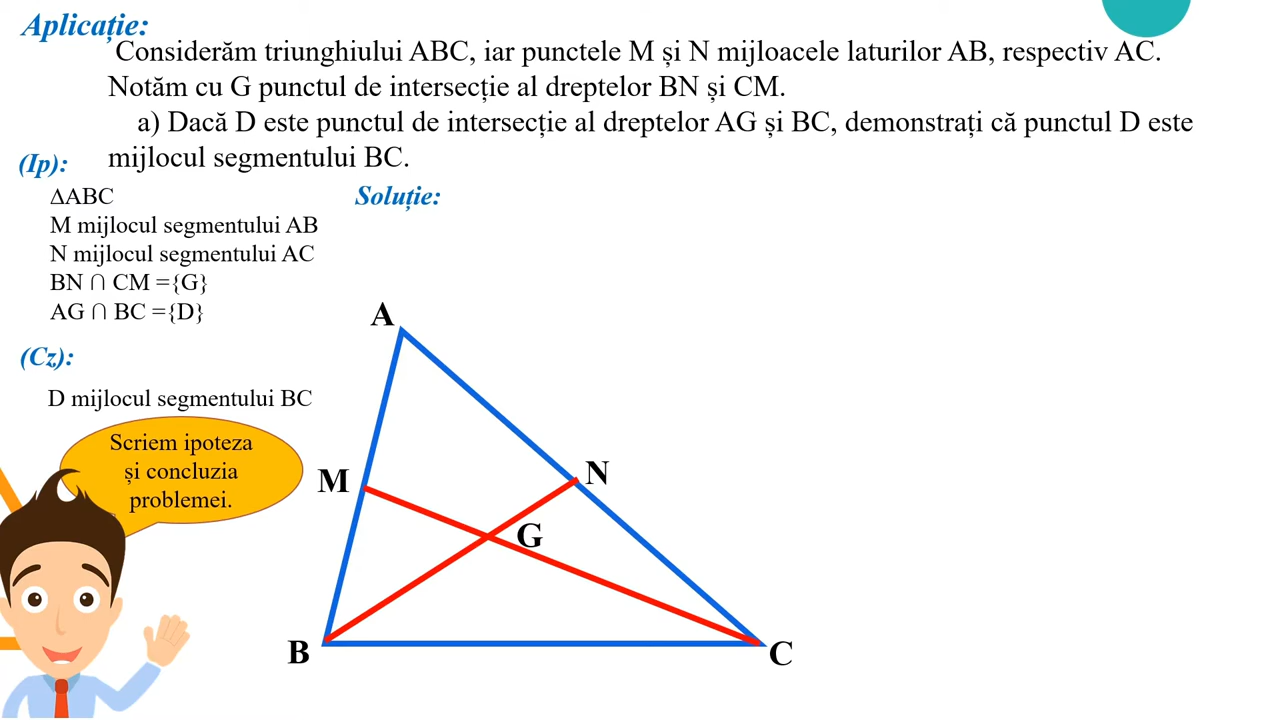 Aplicație:
Considerăm triunghiului ABC, iar punctele M și N mijloacele laturilor AB, respectiv AC.
Notăm cu G punctul de intersecție al dreptelor BN și CM.
a) Dacă D este punctul de intersecție al dreptelor AG și BC, demonstrați că punctul D este
mijlocul segmentului BC.
(Ip):
ΔABC
M mijlocul segmentului AB
N mijlocul segmentului AC
BN ∩ CM ={G}
AG ∩ BC ={D}
(Cz):
D mijlocul segmentului BC
Scriem ipoteza
și concluzia
problemei.
Soluție:
A
M
N
G
B
C